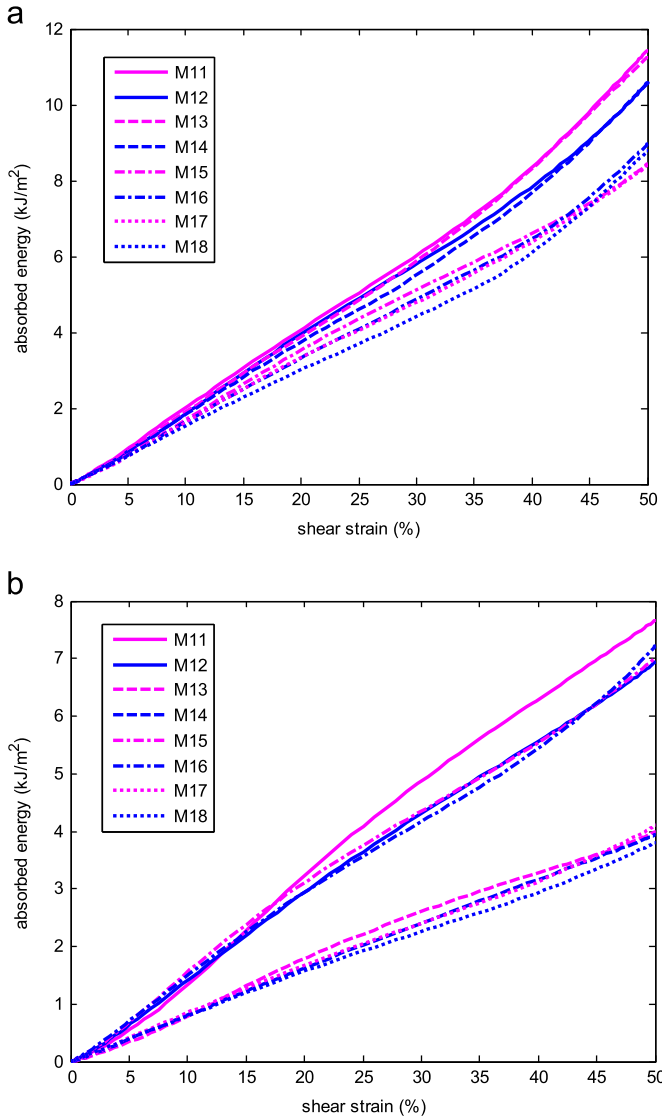 a
12
10
8
6
4
2
0
absorbed energy (kJ/m²)
M11
M12
M13
M14
M15
M16
M17
M18
0 5 10 15 20 25 30 35 40 45 50
shear strain (%)
b
8
7
6
5
4
3
2
1
0
absorbed energy (kJ/m²)
M11
M12
M13
M14
M15
M16
M17
M18
0 5 10 15 20 25 30 35 40 45 50
shear strain (%)